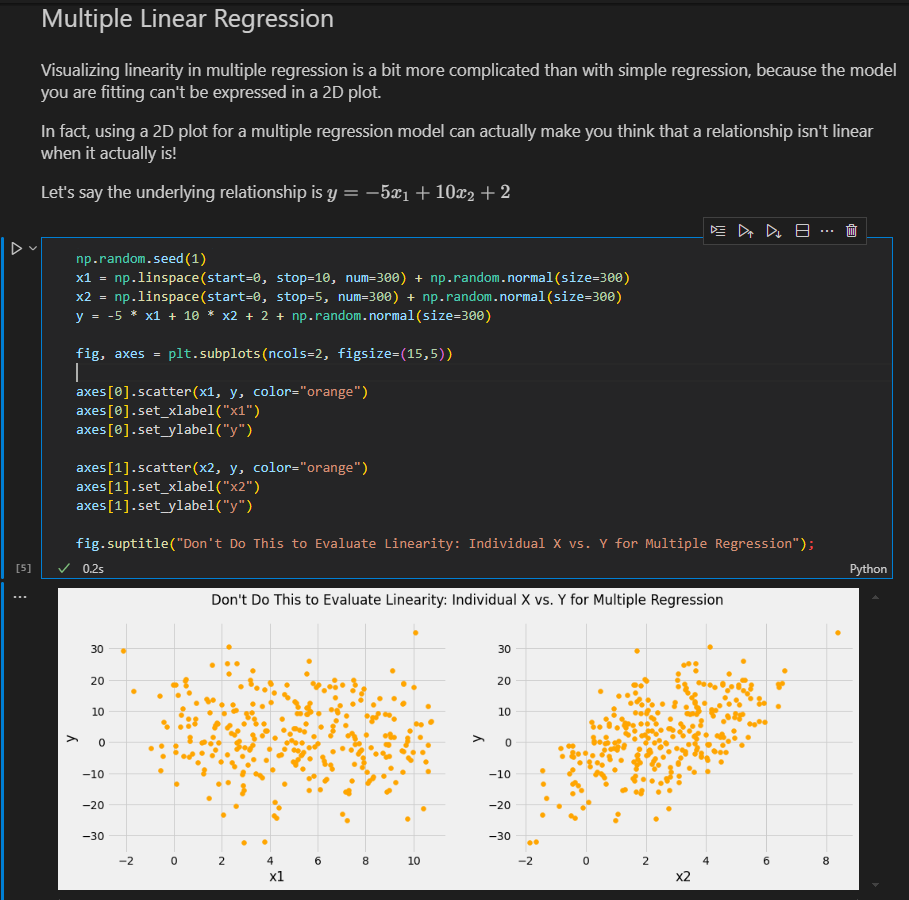 Multiple Linear Regression
Visualizing linearity in multiple regression is a bit more complicated than with simple regression, because the model
you are fitting can't be expressed in a 2D plot.
In fact, using a 2D plot for a multiple regression model can actually make you think that a relationship isn't linear
when it actually is!
Let's say the underlying relationship is y = −5x₁ + 10x₂ + 2
np.random.seed(1)
x1 = np.linspace(start=0, stop=10, num=300) + np.random.normal(size=300)
x2 = np.linspace(start=0, stop=5, num=300) + np.random.normal(size=300)
y = -5 * x1 + 10 * x2 + 2 + np.random.normal(size=300)
fig, axes = plt.subplots(ncols=2, figsize=(15,5))
axes[0].scatter(x1, y, color="orange")
axes[0].set_xlabel("x1")
axes[0].set_ylabel("y")
axes[1].scatter(x2, y, color="orange")
axes[1].set_xlabel("x2")
axes[1].set_ylabel("y")
fig.suptitle("Don't Do This to Evaluate Linearity: Individual X vs. Y for Multiple Regression");
[5] 0.2s Python
Don't Do This to Evaluate Linearity: Individual X vs. Y for Multiple Regression
30
20
10
0
−10
−20
−30
y
−2 0 2 4 6 8 10
x1
30
20
10
0
−10
−20
−30
y
−2 0 2 4 6 8
x2